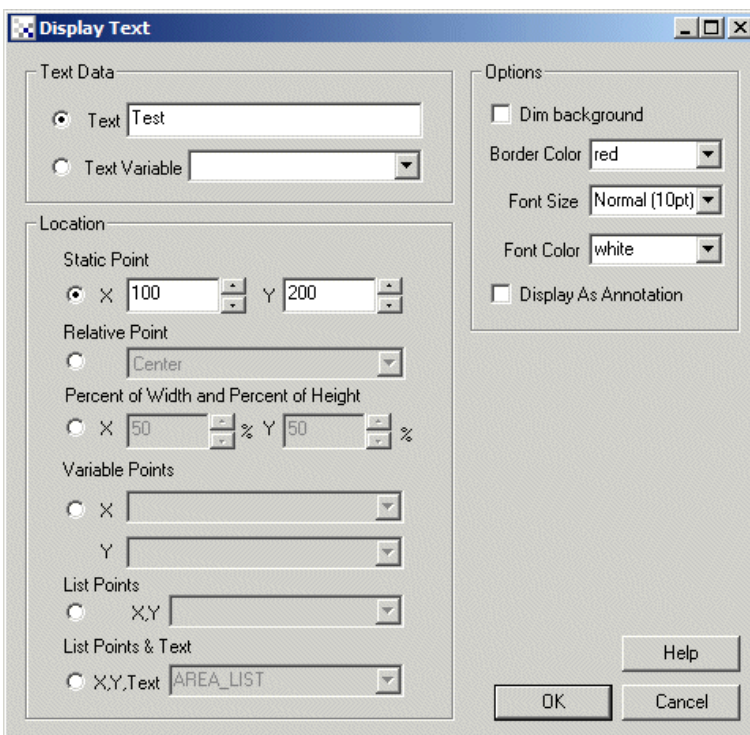 Display Text
Text Data
Text Test
Text Variable
Location
Static Point
X 100 Y 200
Relative Point
Center
Percent of Width and Percent of Height
X 50 % Y 50 %
Variable Points
X
Y
List Points
X,Y
List Points & Text
X,Y,Text AREA_LIST
Options
Dim background
Border Color red
Font Size Normal (10pt)
Font Color white
Display As Annotation
Help
OK Cancel